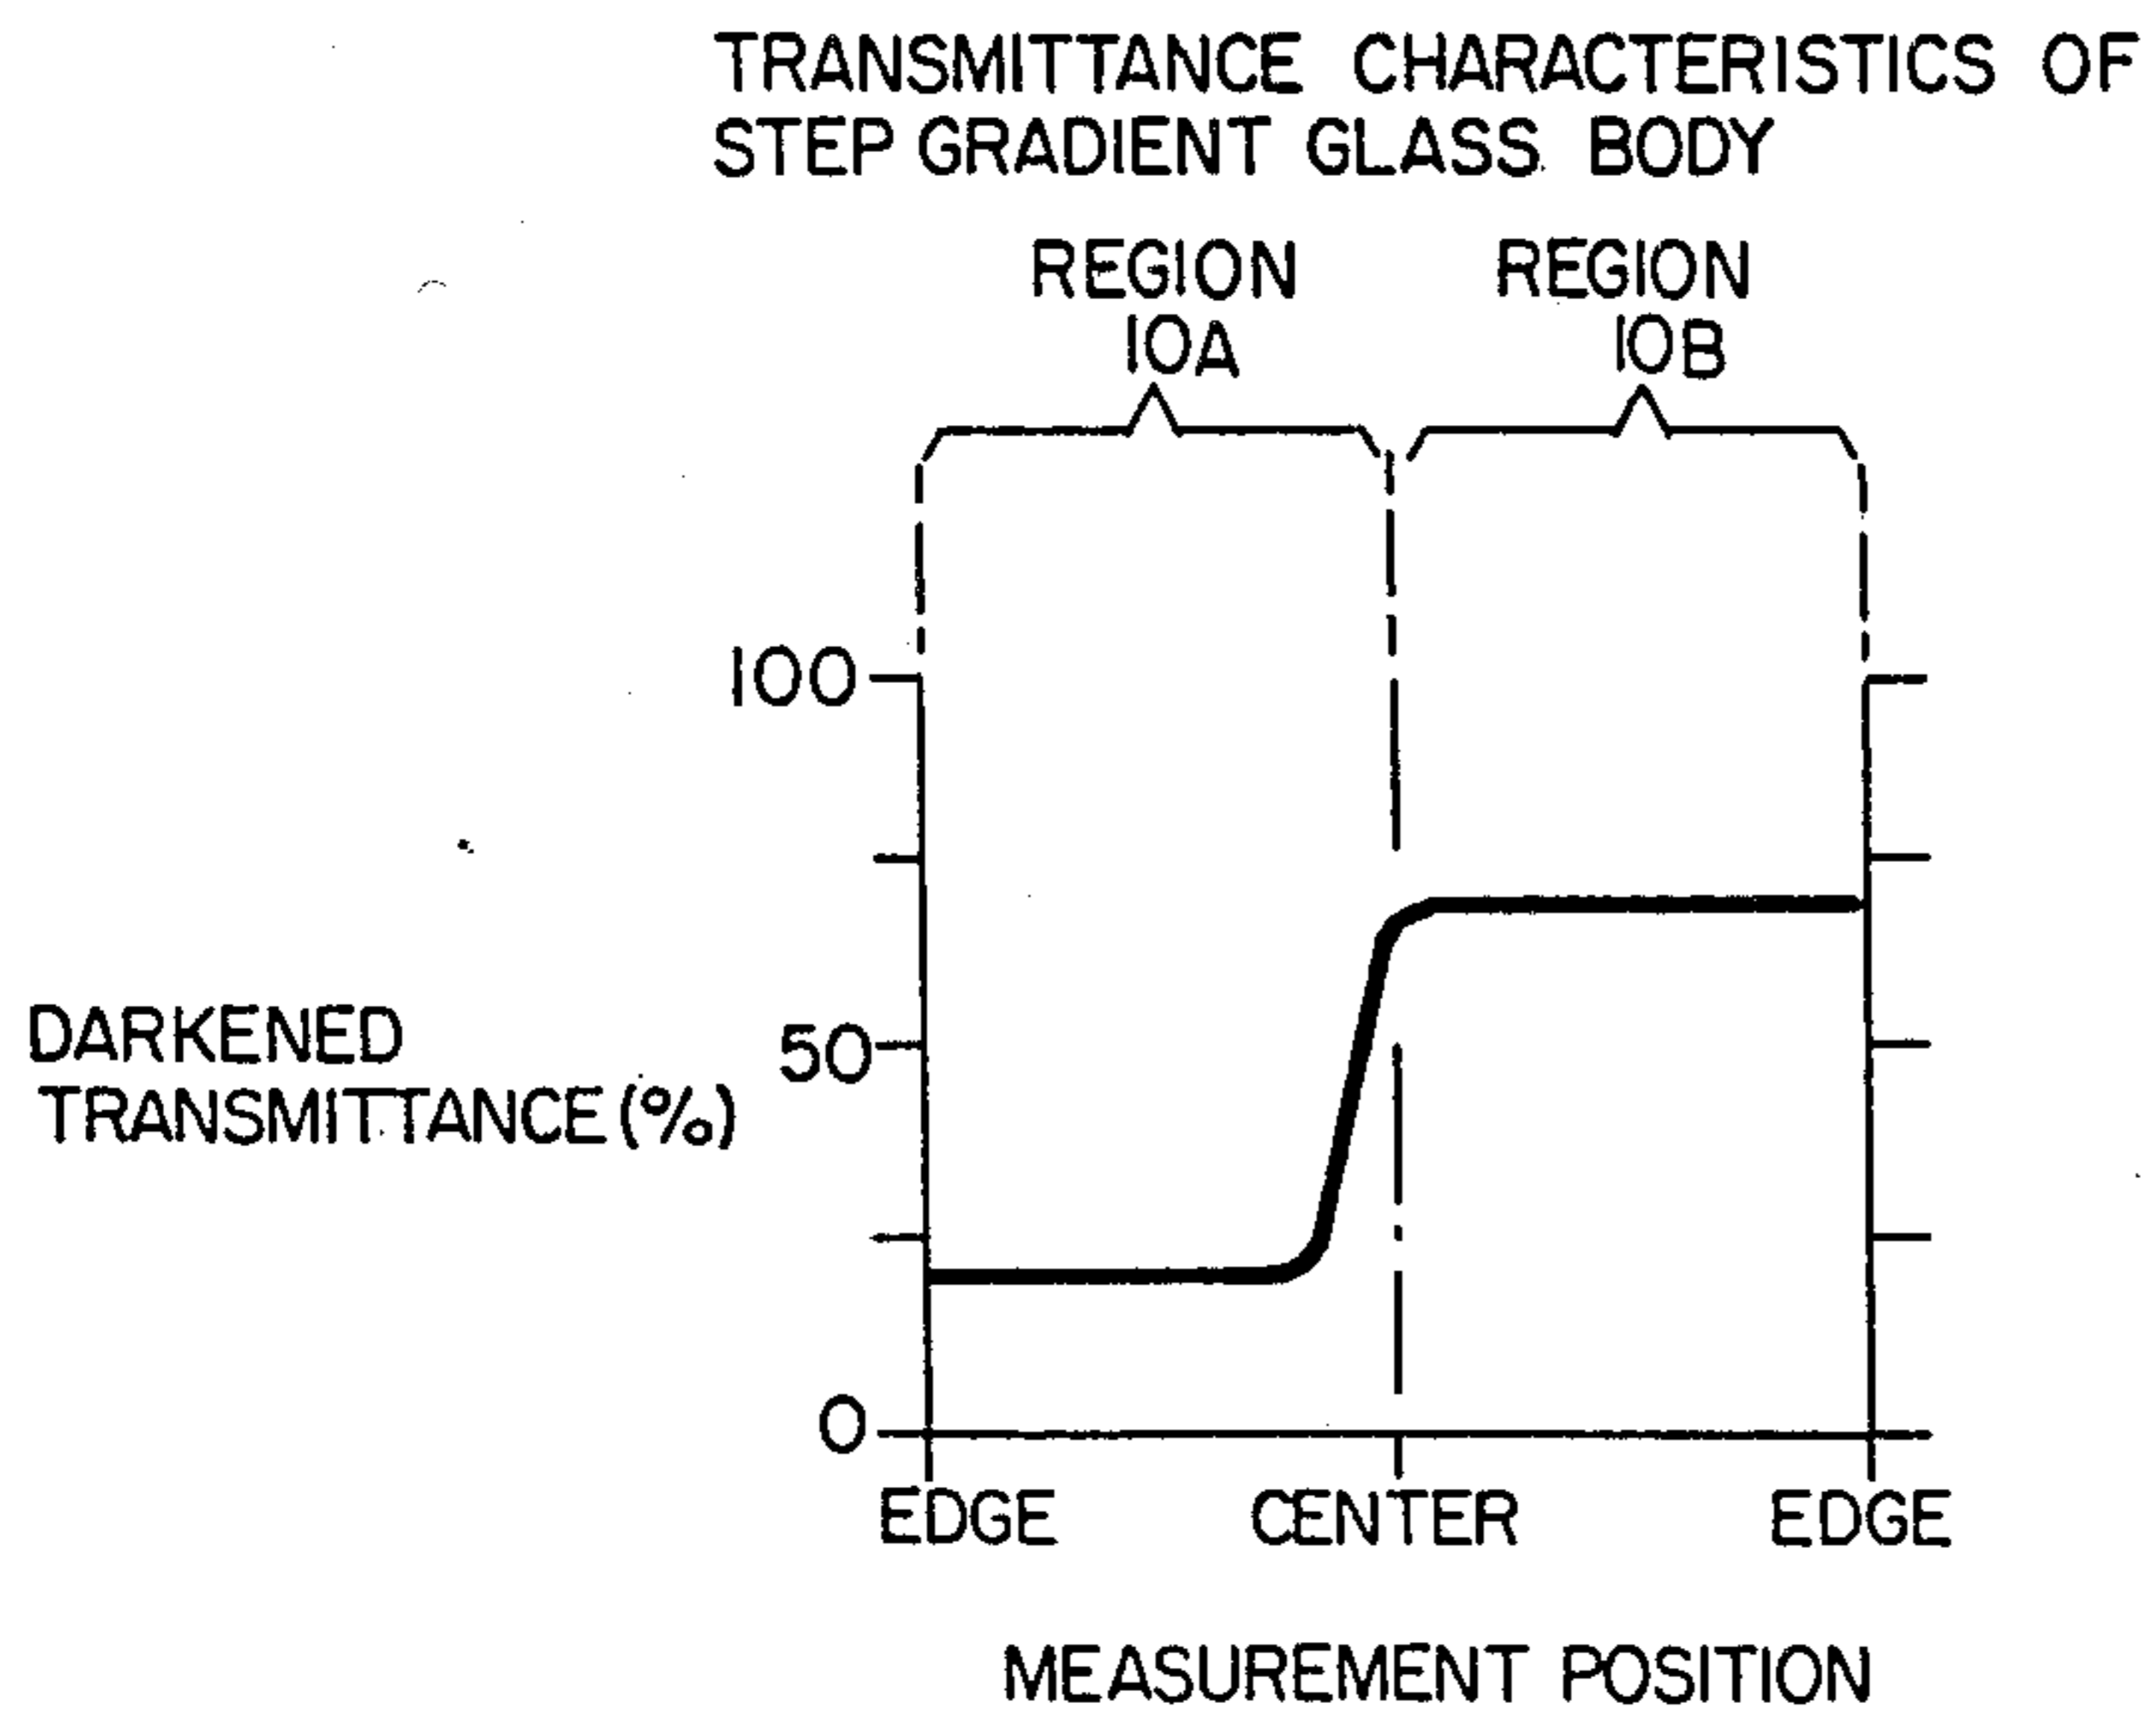 TRANSMITTANCE CHARACTERISTICS OF
STEP GRADIENT GLASS BODY
REGION 10A
REGION 10B
100
50
DARKENED
TRANSMITTANCE (%)
0
EDGE CENTER EDGE
MEASUREMENT POSITION